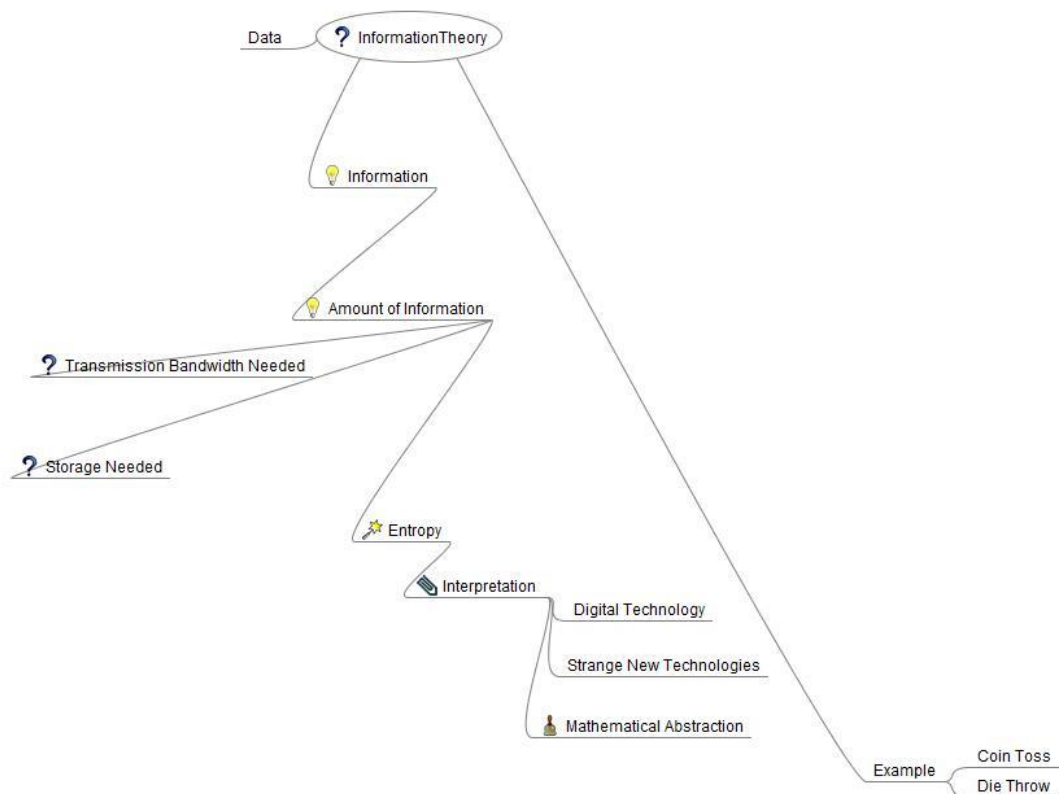 Data
InformationTheory
Information
Amount of Information
Transmission Bandwidth Needed
Storage Needed
Entropy
Interpretation
Digital Technology
Strange New Technologies
Mathematical Abstraction
Example
Coin Toss
Die Throw